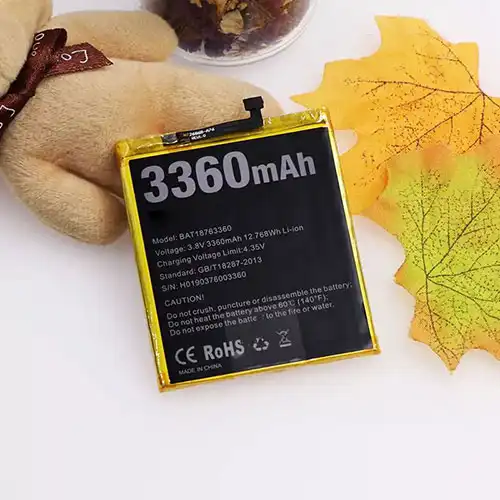 3360mAh
Model: BAT18763360
Voltage: 3.8V 3360mAh 12.768Wh Li-ion
Charging Voltage Limit: 4.35V
Standard: GB/T18287-2013
S/N: H0190376003360
CAUTION!
Do not crush, puncture or disassemble the battery.
Do not heat the battery above 60℃ (140°F);
Do not expose the battery to the fire or water.
CE RoHS
MADE IN CHINA